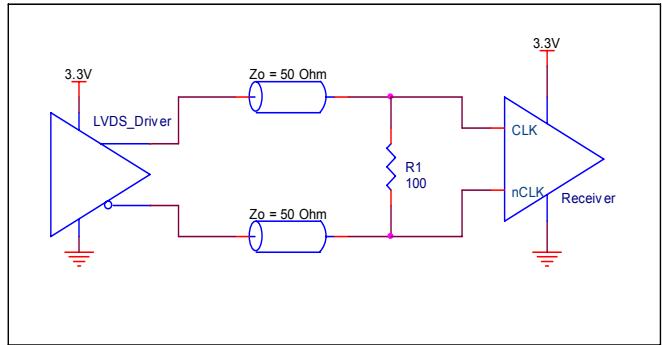 3.3V
LVDS_Driver
Zo = 50 Ohm
3.3V
CLK
R1
100
nCLK
Receiver
Zo = 50 Ohm